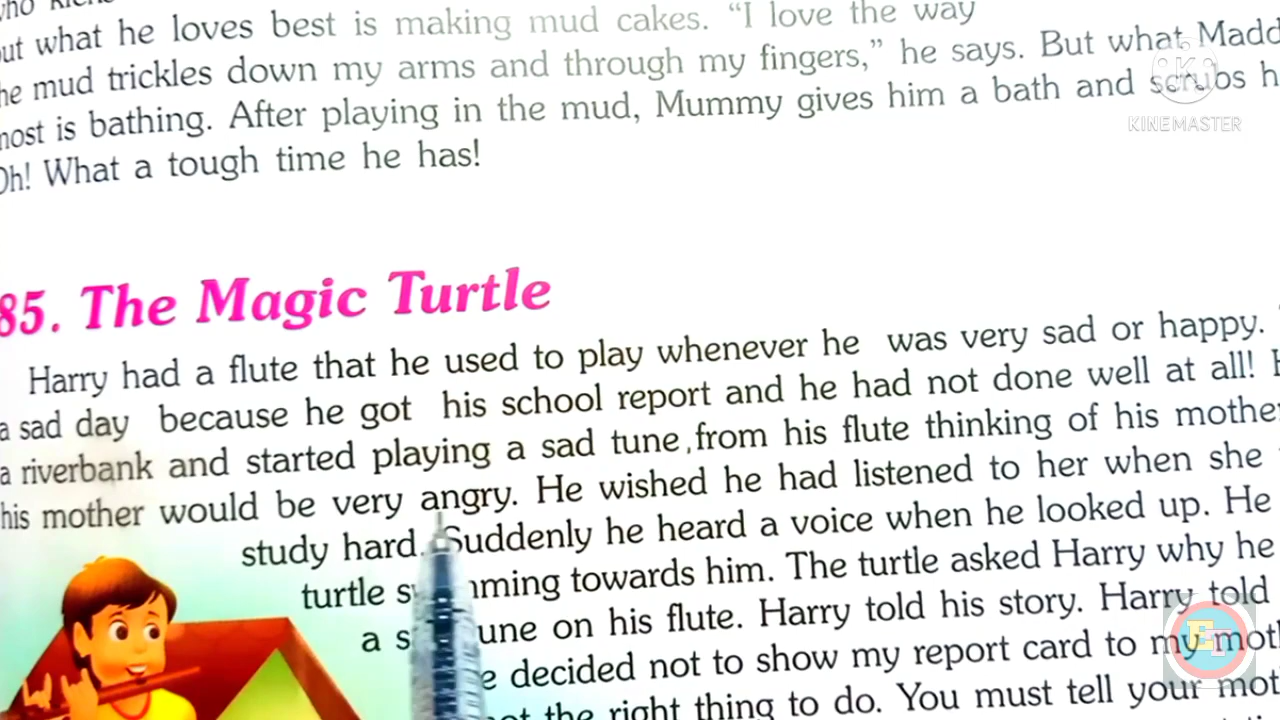 but what he loves best is making mud cakes. "I love the way
the mud trickles down my arms and through my fingers," he says. But what Madd
most is bathing. After playing in the mud, Mummy gives him a bath and scrubs h
Oh! What a tough time he has!
KINEMASTER
85. The Magic Turtle
Harry had a flute that he used to play whenever he was very sad or happy.
a sad day because he got his school report and he had not done well at all! H
a riverbank and started playing a sad tune from his flute thinking of his mother
his mother would be very angry. He wished he had listened to her when she
study hard. Suddenly he heard a voice when he looked up. He
turtle swimming towards him. The turtle asked Harry why he
a sad tune on his flute. Harry told his story. Harry told
decided not to show my report card to my moth
not the right thing to do. You must tell your moth
ET